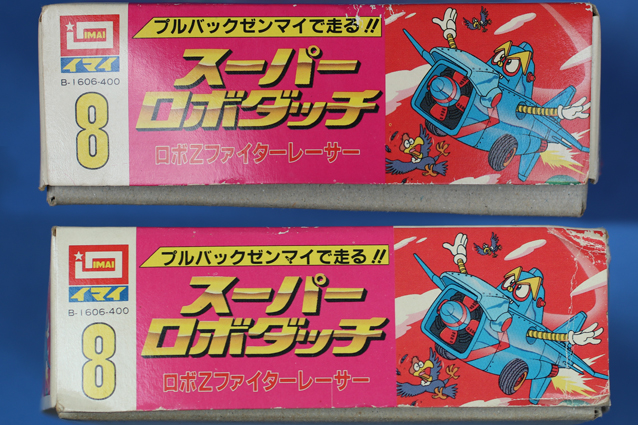 IMAI
イマイ
B-1606-400
8
プルバックゼンマイで走る!!
スーパー
ロボダッチ
ロボZファイターレーサー
IMAI
イマイ
B-1606-400
8
プルバックゼンマイで走る!!
スーパー
ロボダッチ
ロボZファイターレーサー